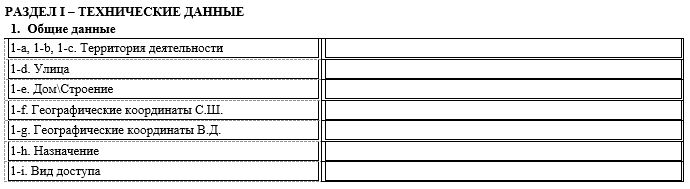 РАЗДЕЛ I – ТЕХНИЧЕСКИЕ ДАННЫЕ
1. Общие данные
1-a, 1-b, 1-c. Территория деятельности
1-d. Улица
1-e. Дом\Строение
1-f. Географические координаты С.Ш.
1-g. Географические координаты В.Д.
1-h. Назначение
1-i. Вид доступа